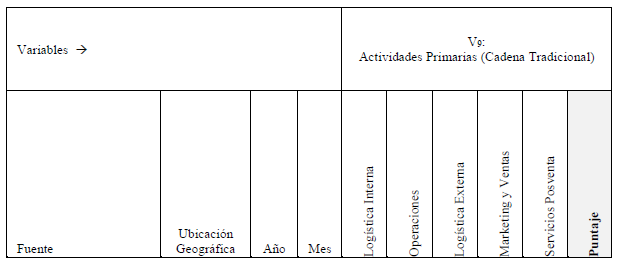 Variables →
V9:
Actividades Primarias (Cadena Tradicional)
Fuente
Ubicación
Geográfica
Año
Mes
Logística Interna
Operaciones
Logística Externa
Marketing y Ventas
Servicios Posventa
Puntaje